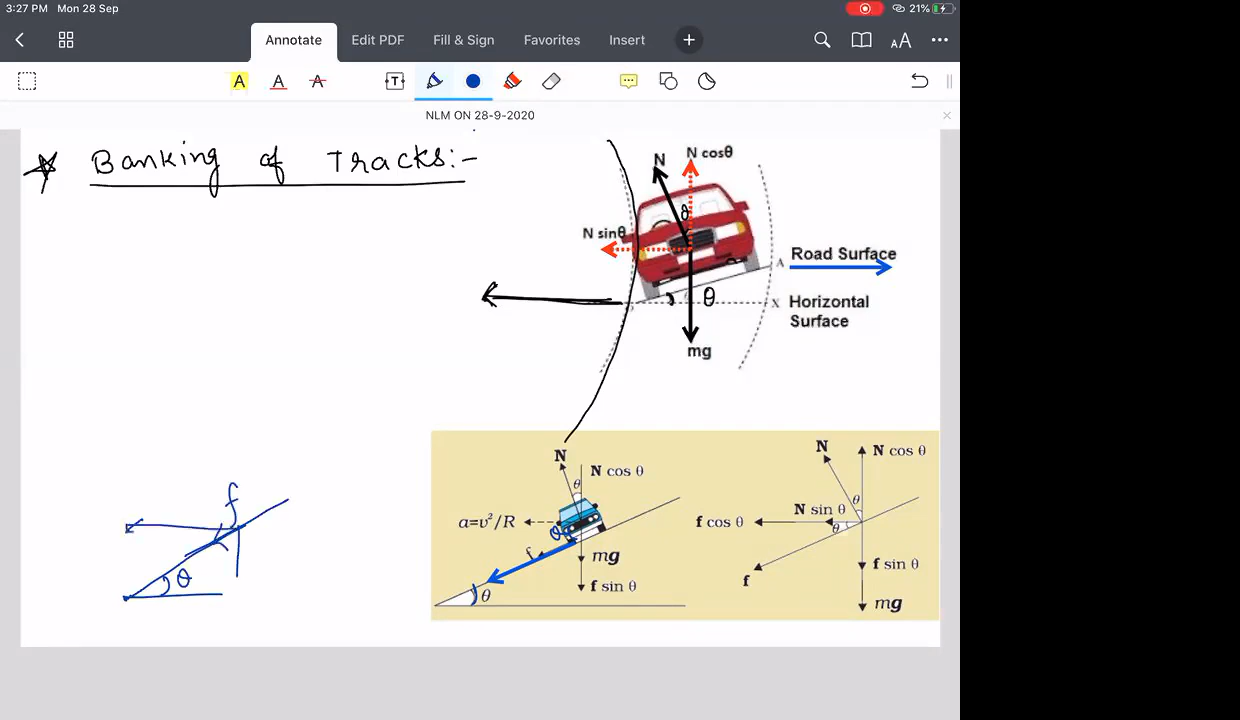 3:27 PM Mon 28 Sep
21%
Annotate Edit PDF Fill & Sign Favorites Insert
A A A T
NLM ON 28-9-2020
Banking of Tracks:-
N N cosθ
θ
N sinθ
Road Surface
A
θ
X Horizontal
Surface
mg
N
N cos θ
θ
a=v²/R
θ
f
mg
f sin θ
θ
N
N cos θ
θ
N sin θ
f cos θ
θ
f sin θ
f
mg
f
θ